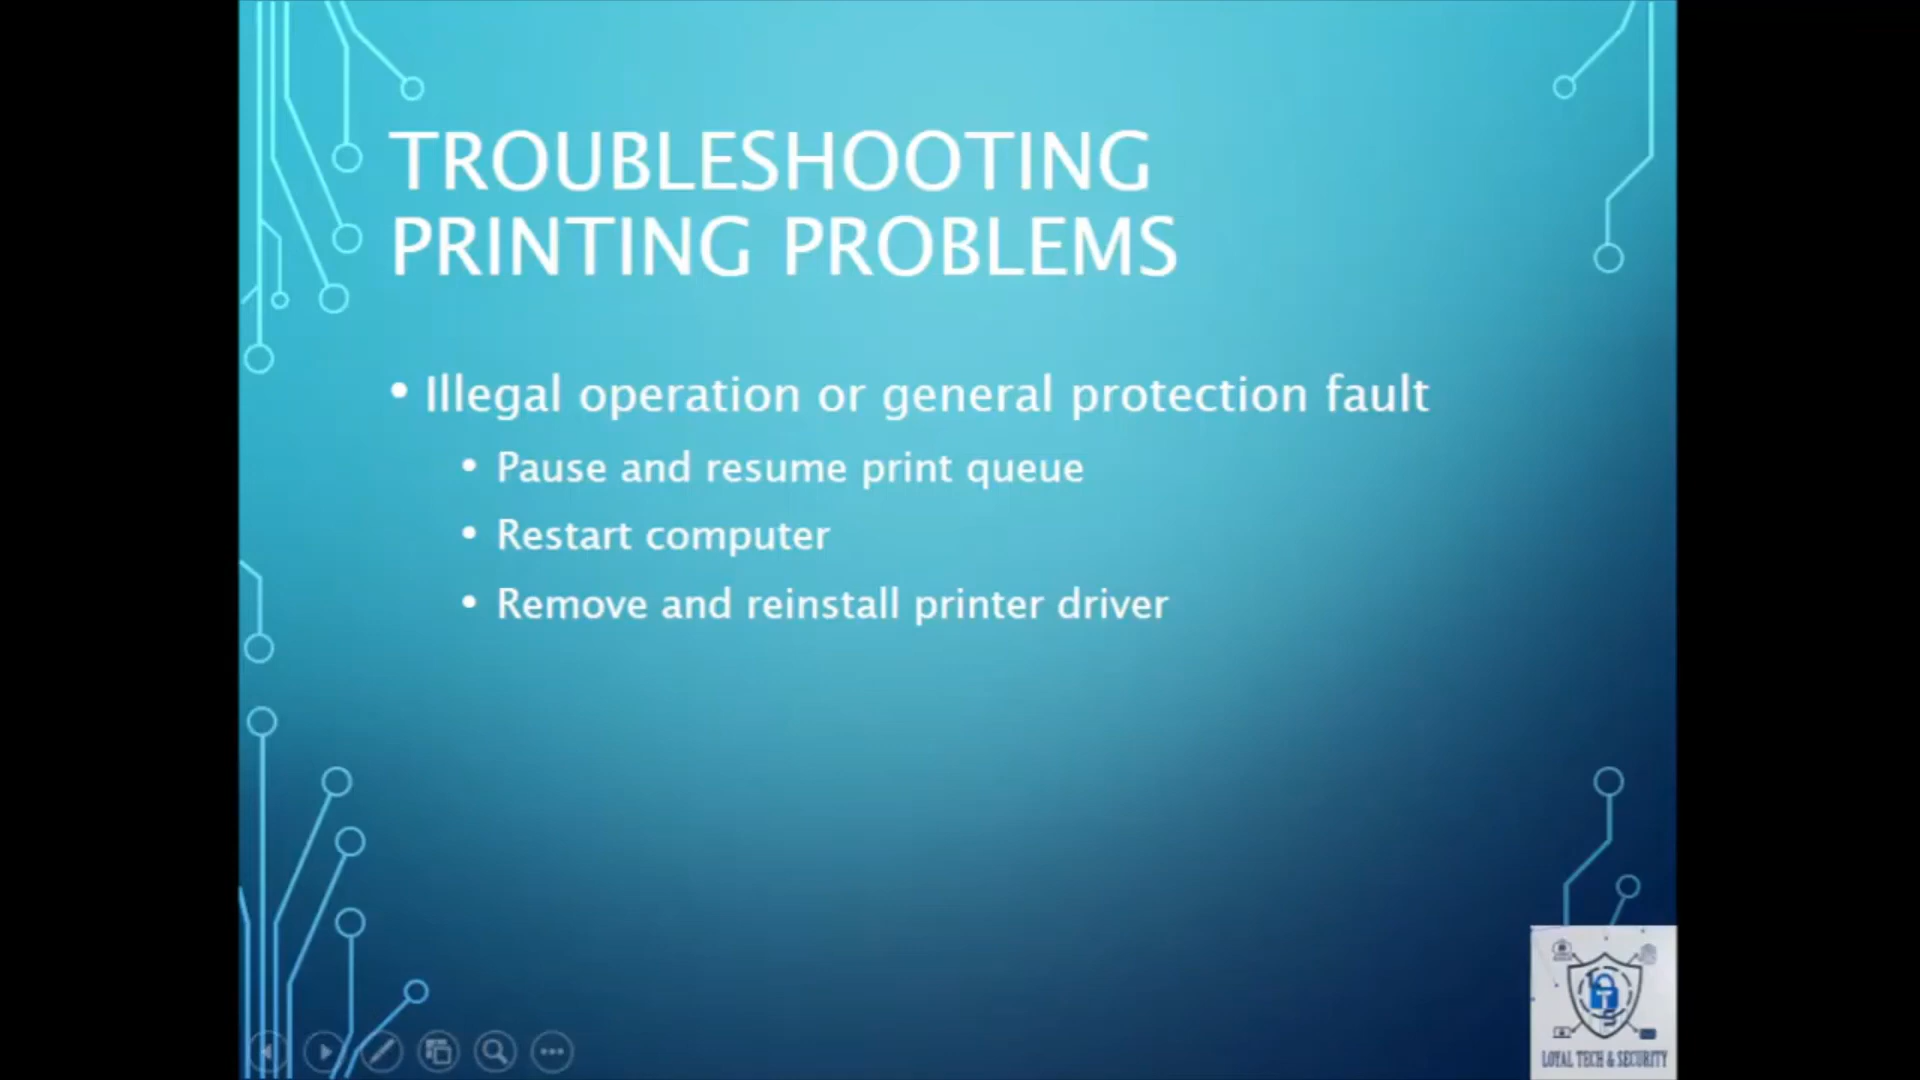 TROUBLESHOOTING
PRINTING PROBLEMS
• Illegal operation or general protection fault
• Pause and resume print queue
• Restart computer
• Remove and reinstall printer driver
LOYAL TECH & SECURITY